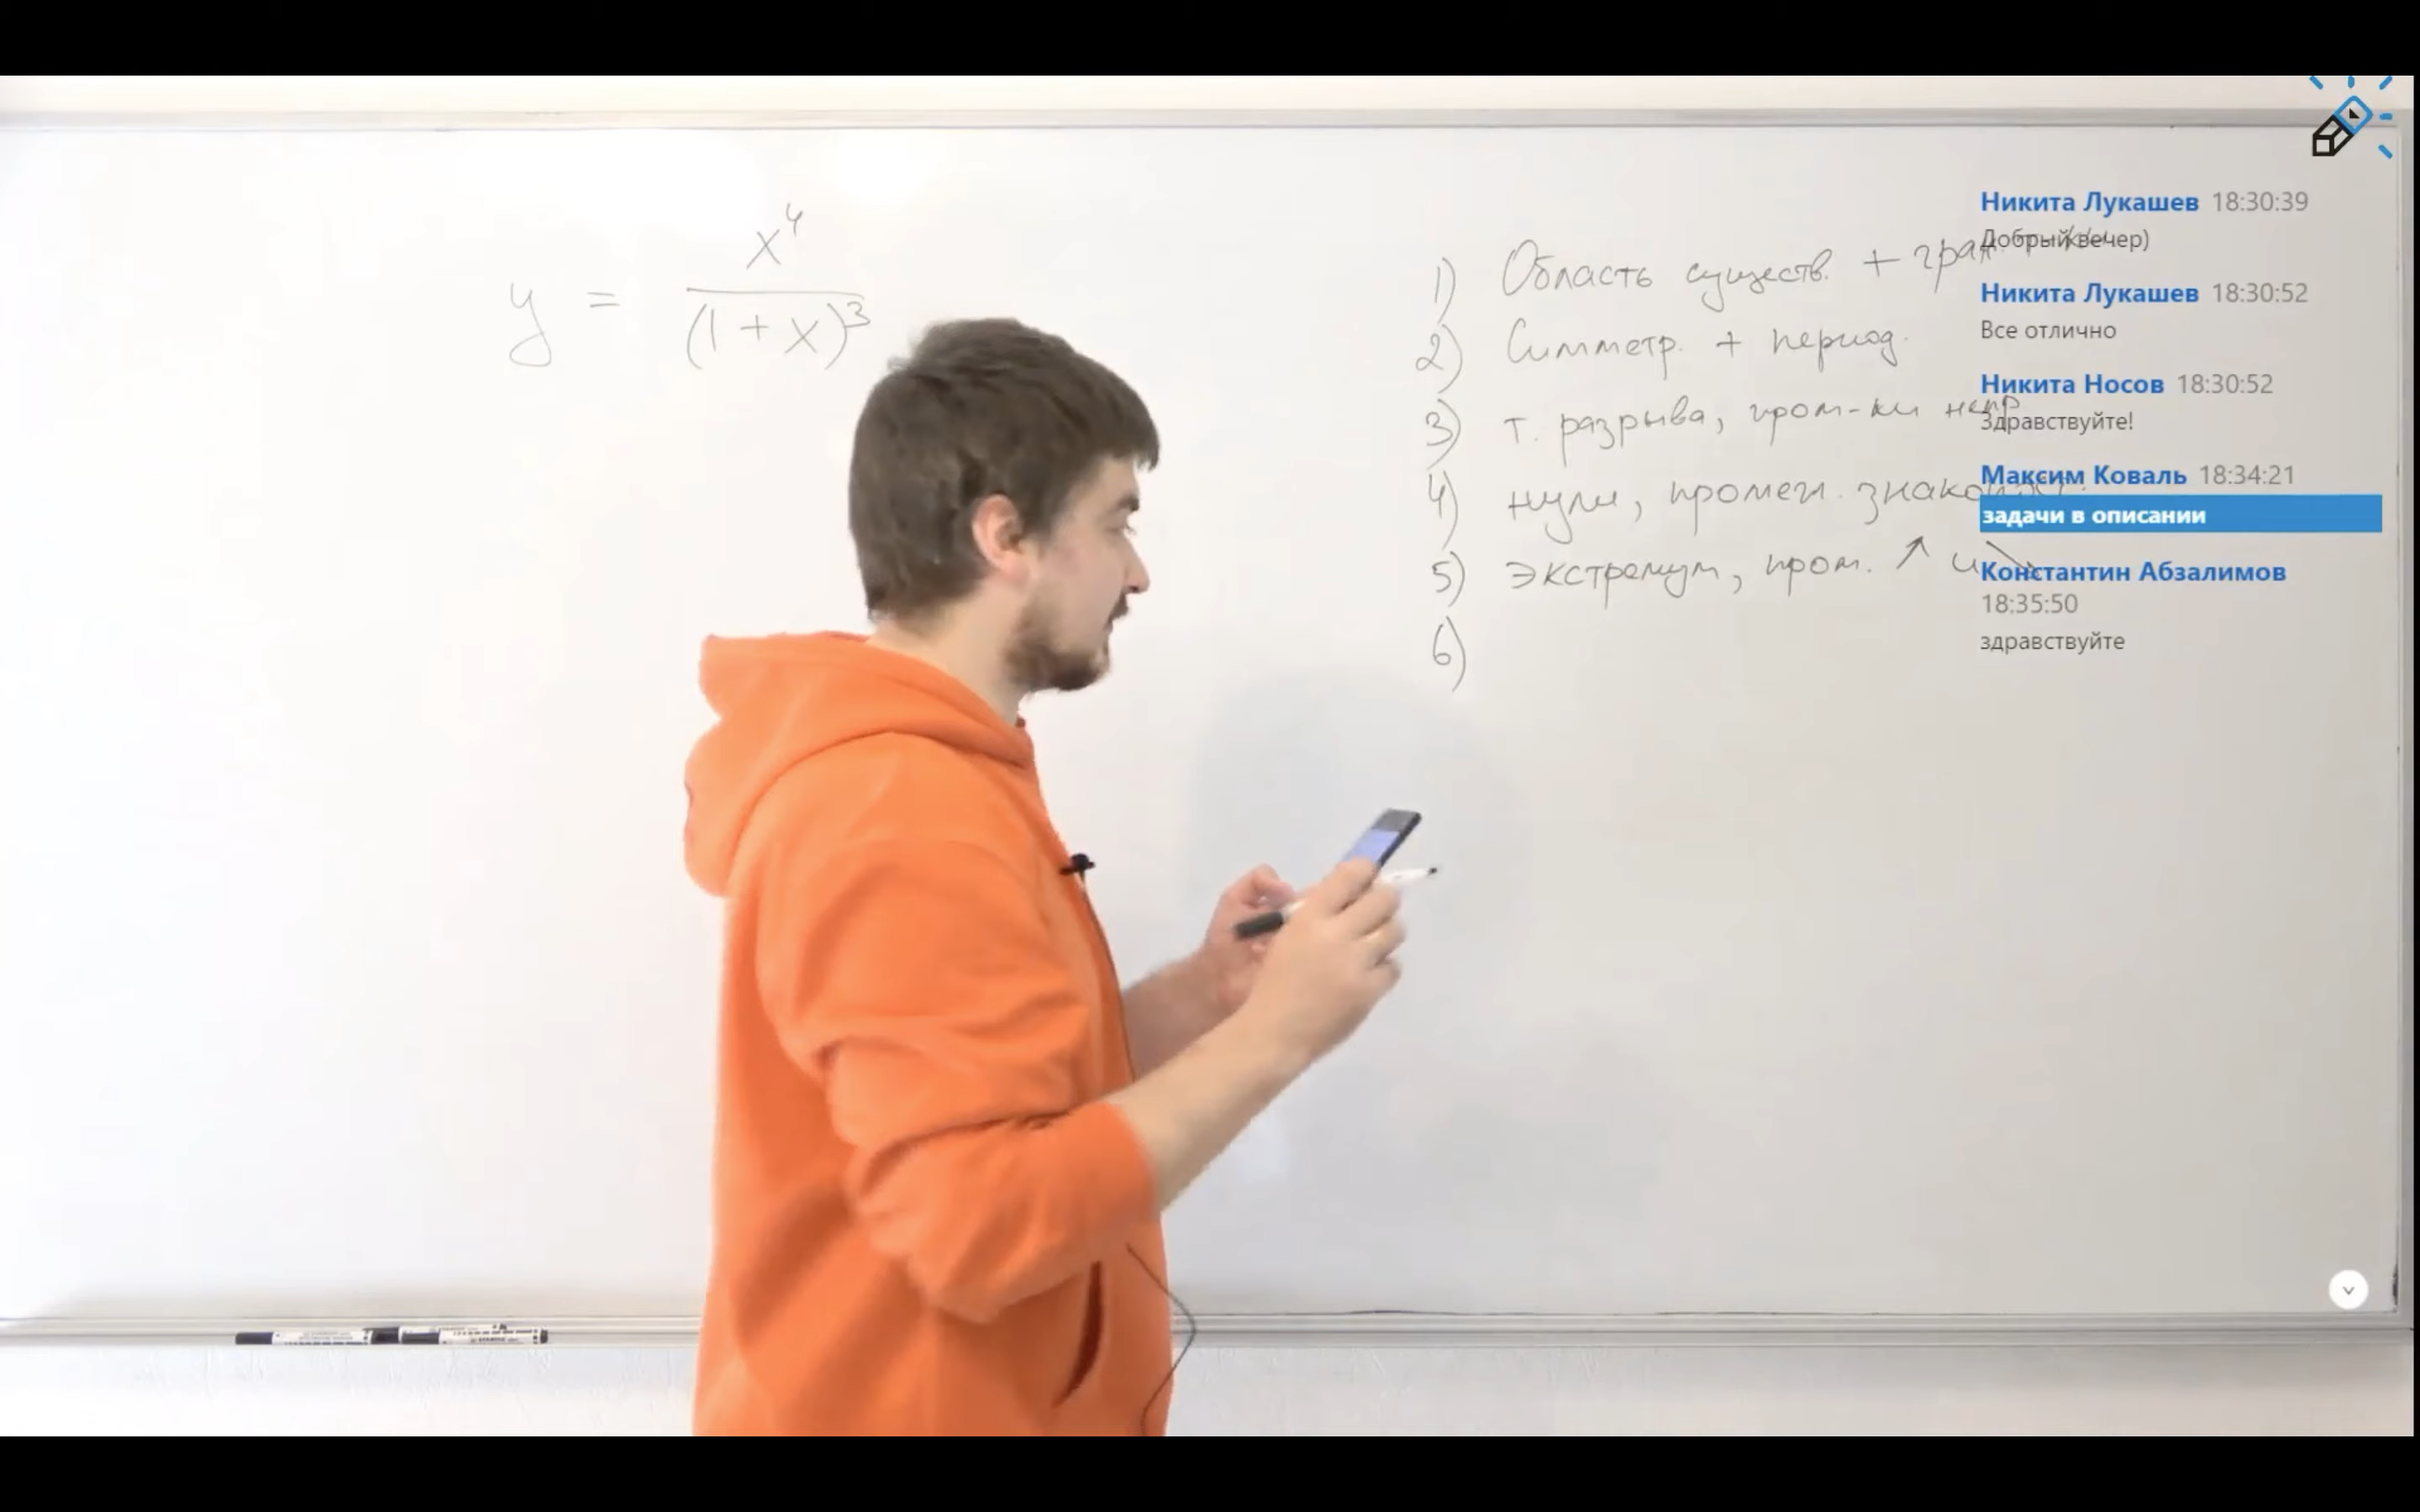 y = x⁴ / (1 + x)³
1) Область существ. +
2) Симметр. + период.
3) т. разрыва, пром-ки непр
4) нули, промеж.
5) экстремум, пром. ↗ и ↘
6)
Никита Лукашев 18:30:39
Добрый вечер)
Никита Лукашев 18:30:52
Все отлично
Никита Носов 18:30:52
Здравствуйте!
Максим Коваль 18:34:21
задачи в описании
Константин Абзалимов
18:35:50
здравствуйте